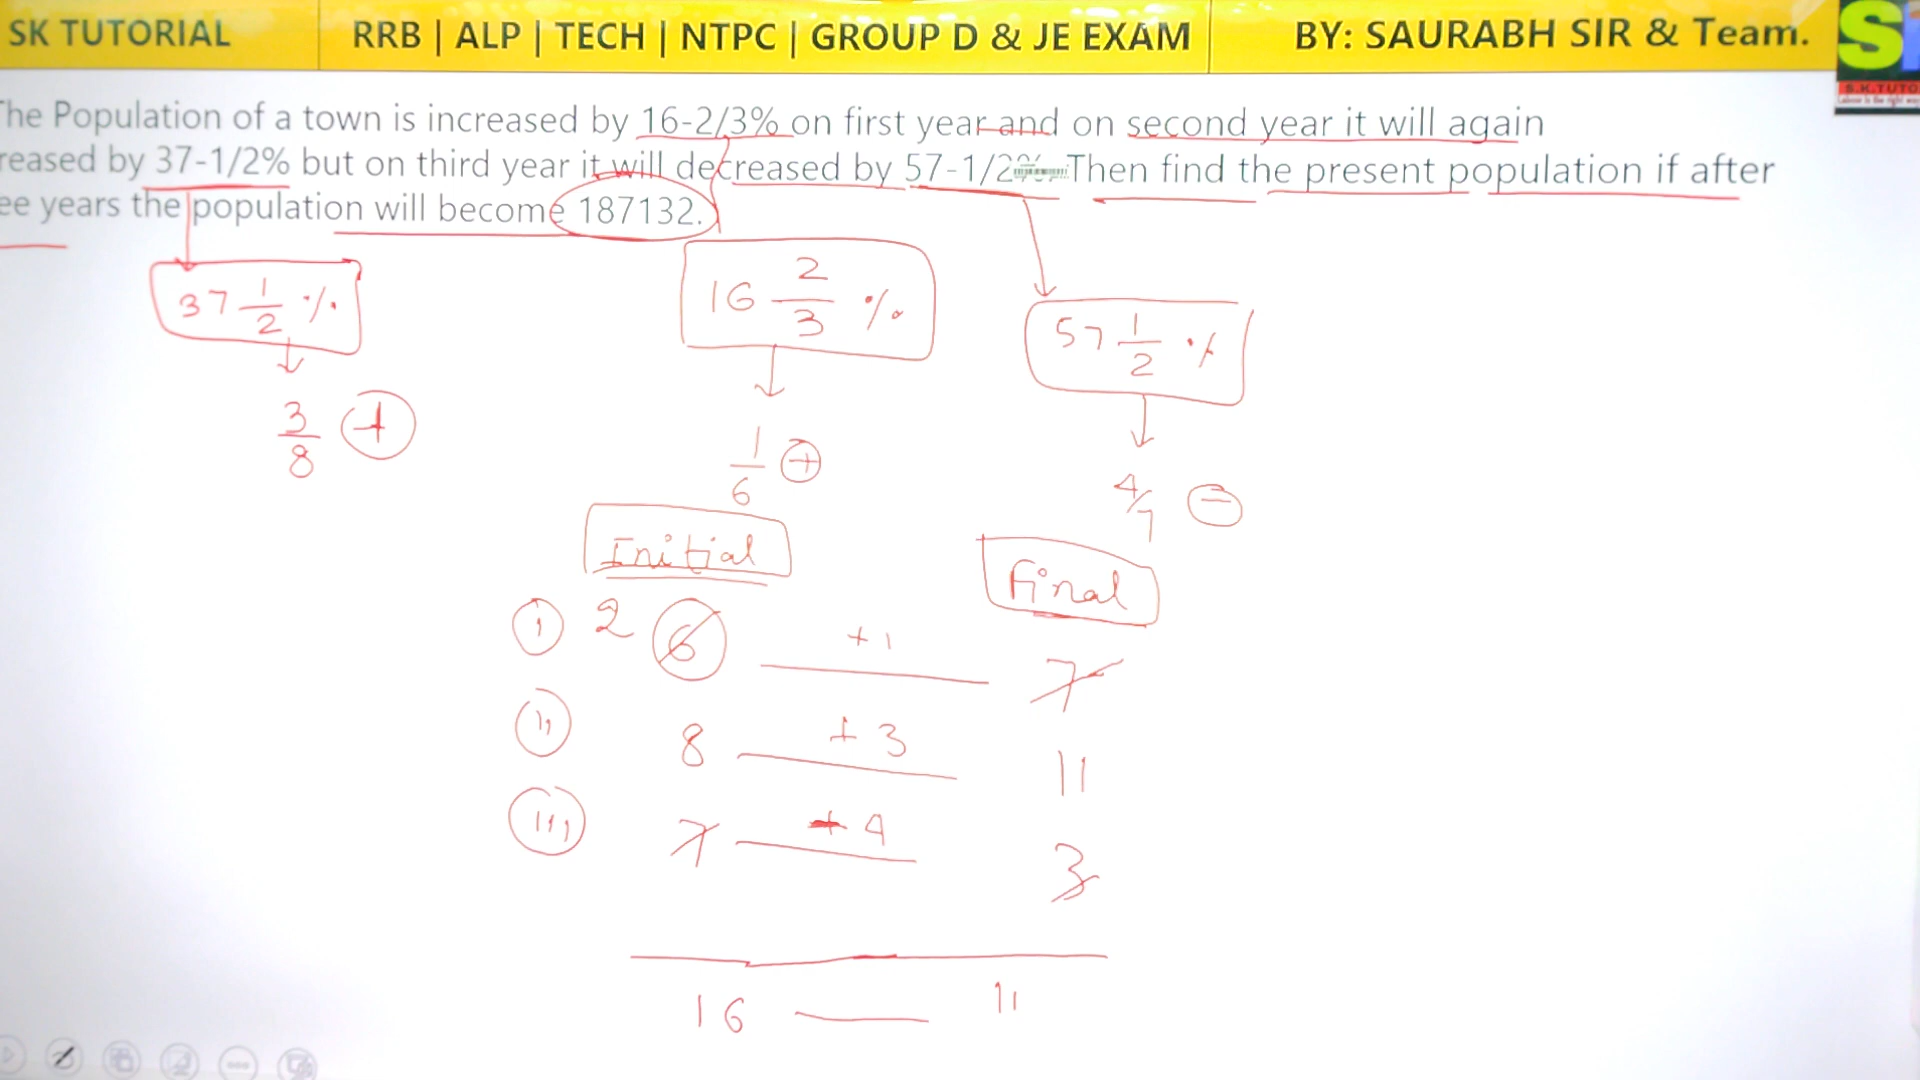 SK TUTORIAL RRB | ALP | TECH | NTPC | GROUP D & JE EXAM BY: SAURABH SIR & Team.
S.K.TUTO
The Population of a town is increased by 16-2/3% on first year and on second year it will again
reased by 37-1/2% but on third year it will decreased by 57-1/2% Then find the present population if after
ee years the population will become 187132.
37 1/2 % 16 2/3 % 57 1/2 %
3/8 + 1/6 + 4/7 −
Initial Final
i 2 6 +1 7
ii 8 +3 11
iii 7 4 3
16 11